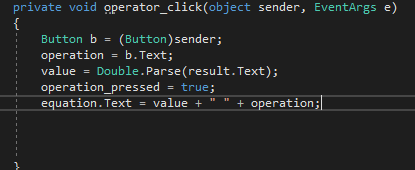 private void operator_click(object sender, EventArgs e)
{
Button b = (Button)sender;
operation = b.Text;
value = Double.Parse(result.Text);
operation_pressed = true;
equation.Text = value + " " + operation;
}